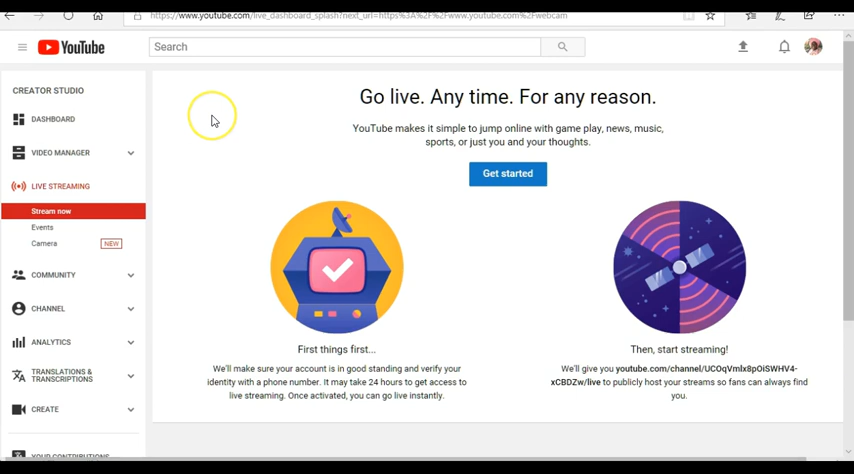 https://www.youtube.com/live_dashboard_splash?next_url=https%3A%2F%2Fwww.youtube.com%2Fwebcam
YouTube
Search
CREATOR STUDIO
DASHBOARD
VIDEO MANAGER
LIVE STREAMING
Stream now
Events
Camera NEW
COMMUNITY
CHANNEL
ANALYTICS
TRANSLATIONS &
TRANSCRIPTIONS
CREATE
YOUR CONTRIBUTIONS
Go live. Any time. For any reason.
YouTube makes it simple to jump online with game play, news, music,
sports, or just you and your thoughts.
Get started
First things first...
We'll make sure your account is in good standing and verify your
identity with a phone number. It may take 24 hours to get access to
live streaming. Once activated, you can go live instantly.
Then, start streaming!
We'll give you youtube.com/channel/UCOqVmlx8pOiSWHV4-
xCBDZw/live to publicly host your streams so fans can always find
you.